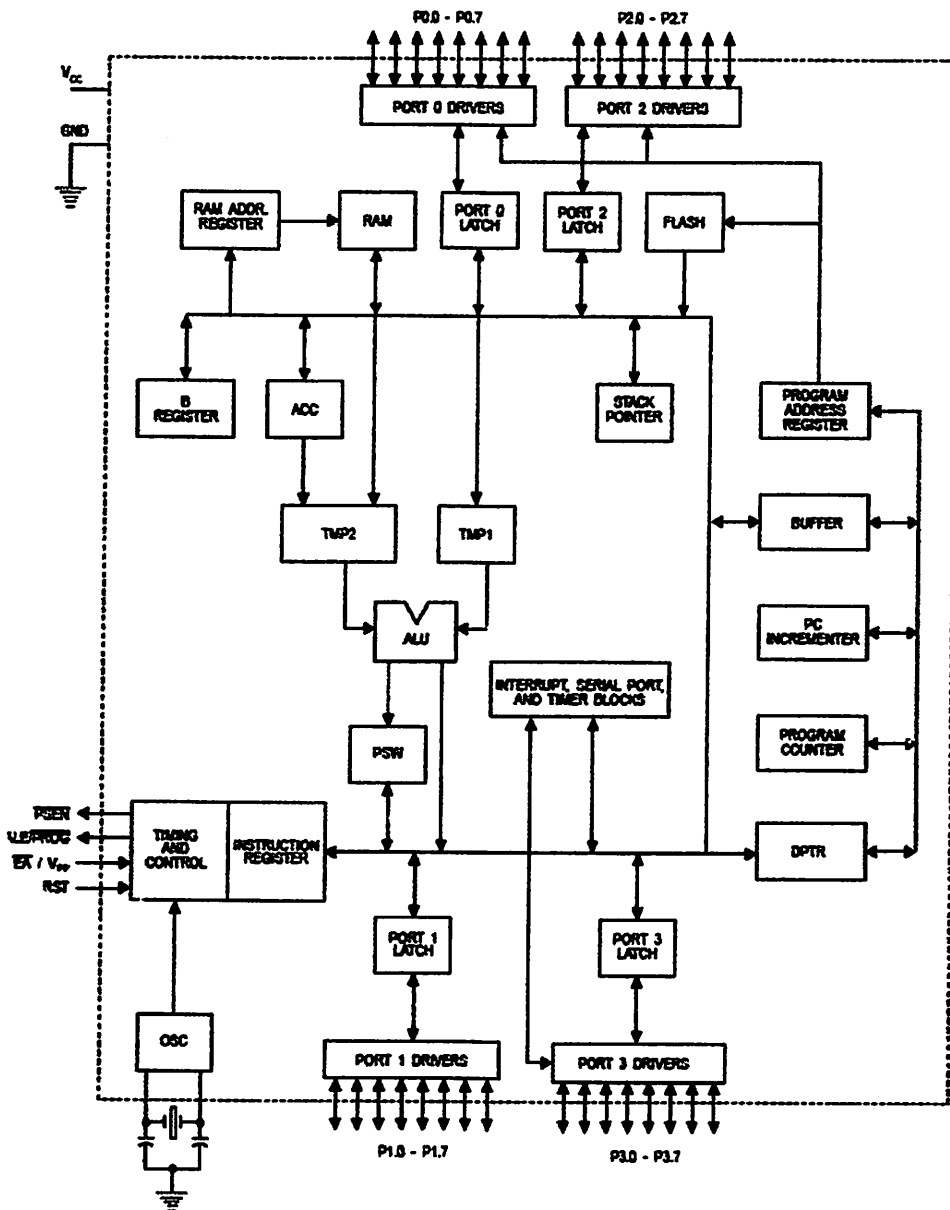 P0.0 - P0.7
P2.0 - P2.7
VCC
PORT 0 DRIVERS
PORT 2 DRIVERS
GND
RAM ADDR.
REGISTER
RAM
PORT 0
LATCH
PORT 2
LATCH
FLASH
B
REGISTER
ACC
STACK
POINTER
PROGRAM
ADDRESS
REGISTER
TMP2
TMP1
BUFFER
ALU
PC
INCREMENTER
INTERRUPT, SERIAL PORT,
AND TIMER BLOCKS
PSW
PROGRAM
COUNTER
PSEN
ALE/PROG
EA / VPP
RST
TIMING
AND
CONTROL
INSTRUCTION
REGISTER
DPTR
PORT 1
LATCH
PORT 3
LATCH
OSC
PORT 1 DRIVERS
PORT 3 DRIVERS
P1.0 - P1.7
P3.0 - P3.7